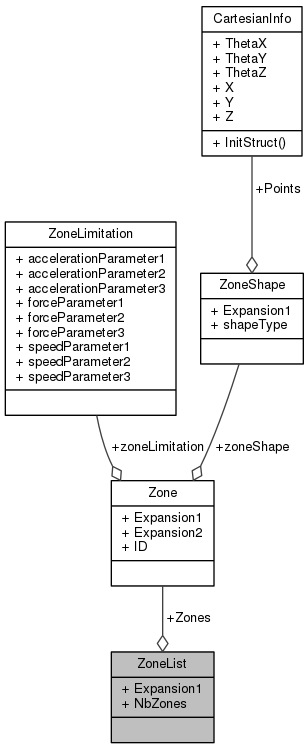 CartesianInfo
+ ThetaX
+ ThetaY
+ ThetaZ
+ X
+ Y
+ Z
+ InitStruct()
+Points
ZoneLimitation
+ accelerationParameter1
+ accelerationParameter2
+ accelerationParameter3
+ forceParameter1
+ forceParameter2
+ forceParameter3
+ speedParameter1
+ speedParameter2
+ speedParameter3
ZoneShape
+ Expansion1
+ shapeType
+zoneLimitation
+zoneShape
Zone
+ Expansion1
+ Expansion2
+ ID
+Zones
ZoneList
+ Expansion1
+ NbZones